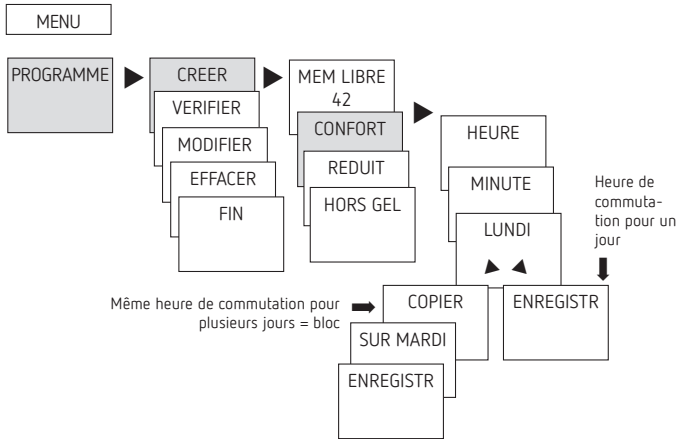 MENU
PROGRAMME
CREER
VERIFIER
MODIFIER
EFFACER
FIN
MEM LIBRE
42
CONFORT
REDUIT
HORS GEL
HEURE
MINUTE
LUNDI
Heure de
commuta-
tion pour un
jour
Même heure de commutation pour
plusieurs jours = bloc
COPIER
SUR MARDI
ENREGISTR
ENREGISTR